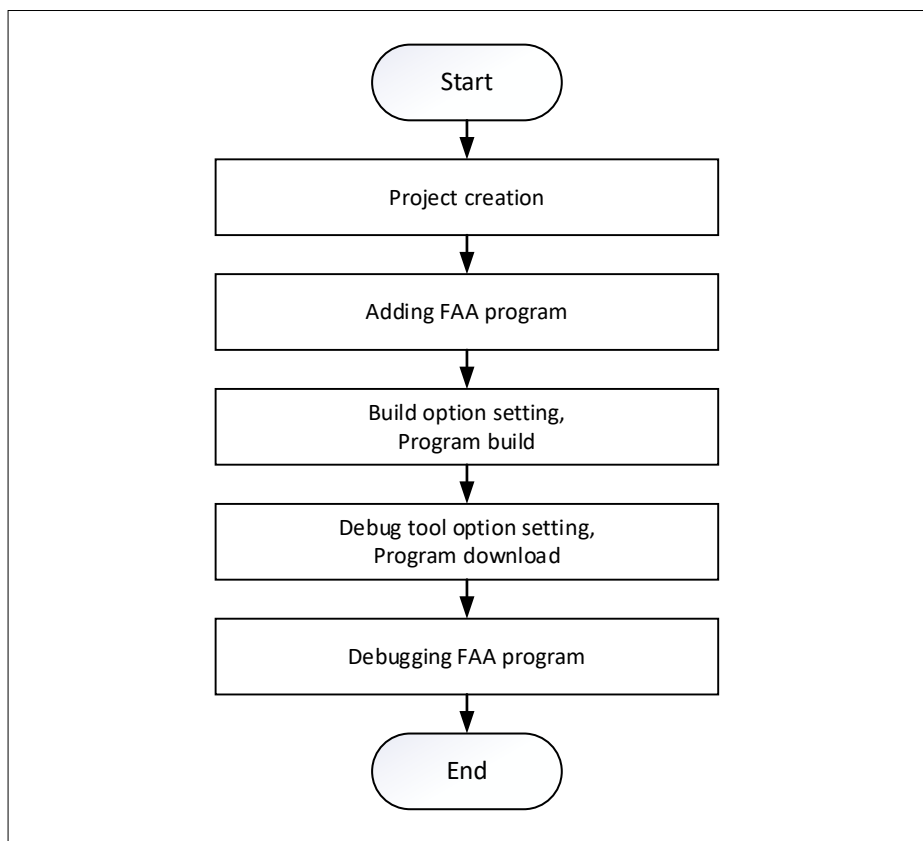 Start
Project creation
Adding FAA program
Build option setting,
Program build
Debug tool option setting,
Program download
Debugging FAA program
End